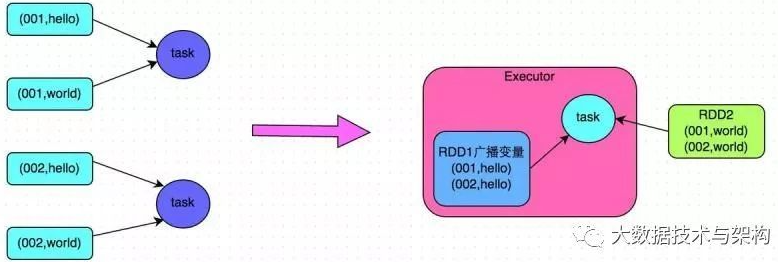 (001,hello)
task
(001,world)
(002,hello)
task
(002,world)
Executor
task
RDD1广播变量
(001,hello)
(002,hello)
RDD2
(001,world)
(002,world)
大数据技术与架构